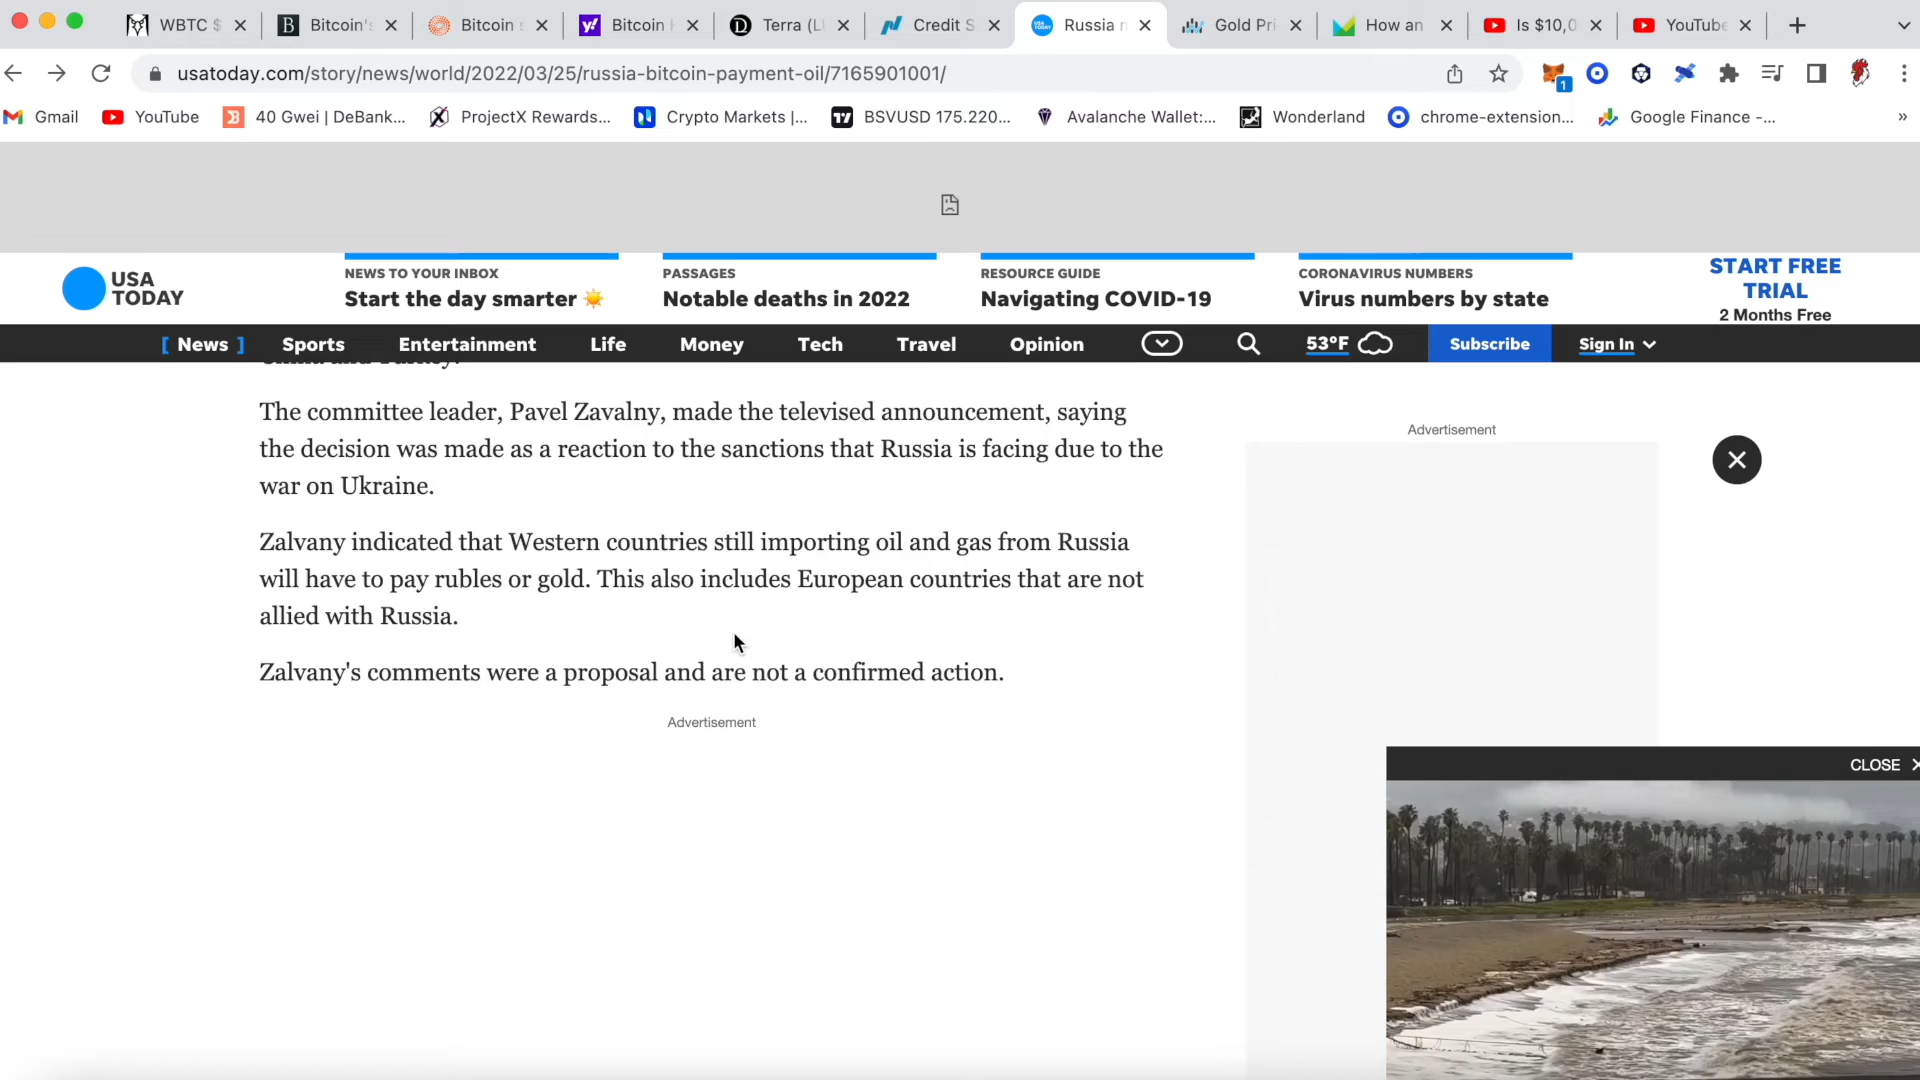 WBTC $
Bitcoin's
Bitcoin
Bitcoin
Terra (L
Credit S
Russia
Gold Pri
How an
Is $10,0
YouTube
usatoday.com/story/news/world/2022/03/25/russia-bitcoin-payment-oil/7165901001/
1
Gmail
YouTube
40 Gwei | DeBank...
ProjectX Rewards...
Crypto Markets |...
BSVUSD 175.220...
Avalanche Wallet:...
Wonderland
chrome-extension...
Google Finance -...
»
USA
TODAY
NEWS TO YOUR INBOX
Start the day smarter ☀️
PASSAGES
Notable deaths in 2022
RESOURCE GUIDE
Navigating COVID-19
CORONAVIRUS NUMBERS
Virus numbers by state
START FREE
TRIAL
2 Months Free
[ News ]
Sports
Entertainment
Life
Money
Tech
Travel
Opinion
53°F
Subscribe
Sign In
The committee leader, Pavel Zavalny, made the televised announcement, saying
the decision was made as a reaction to the sanctions that Russia is facing due to the
war on Ukraine.
Zalvany indicated that Western countries still importing oil and gas from Russia
will have to pay rubles or gold. This also includes European countries that are not
allied with Russia.
Zalvany's comments were a proposal and are not a confirmed action.
Advertisement
Advertisement
CLOSE